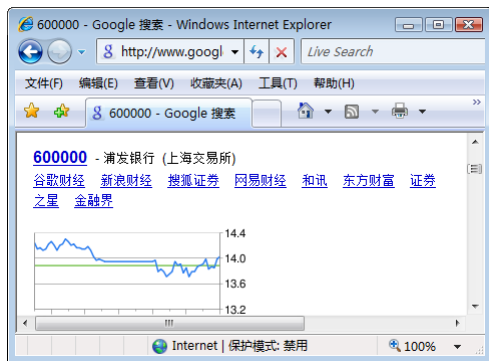 600000 - Google 搜索 - Windows Internet Explorer
http://www.googl
Live Search
文件(F) 编辑(E) 查看(V) 收藏夹(A) 工具(T) 帮助(H)
600000 - Google 搜索
600000 - 浦发银行 (上海交易所)
谷歌财经 新浪财经 搜狐证券 网易财经 和讯 东方财富 证券
之星 金融界
14.4
14.0
13.6
13.2
Internet | 保护模式: 禁用
100%